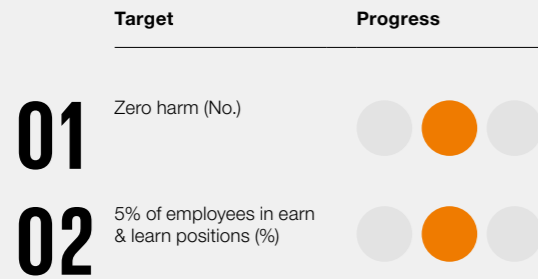 Target Progress
01 Zero harm (No.)
02 5% of employees in earn
& learn positions (%)